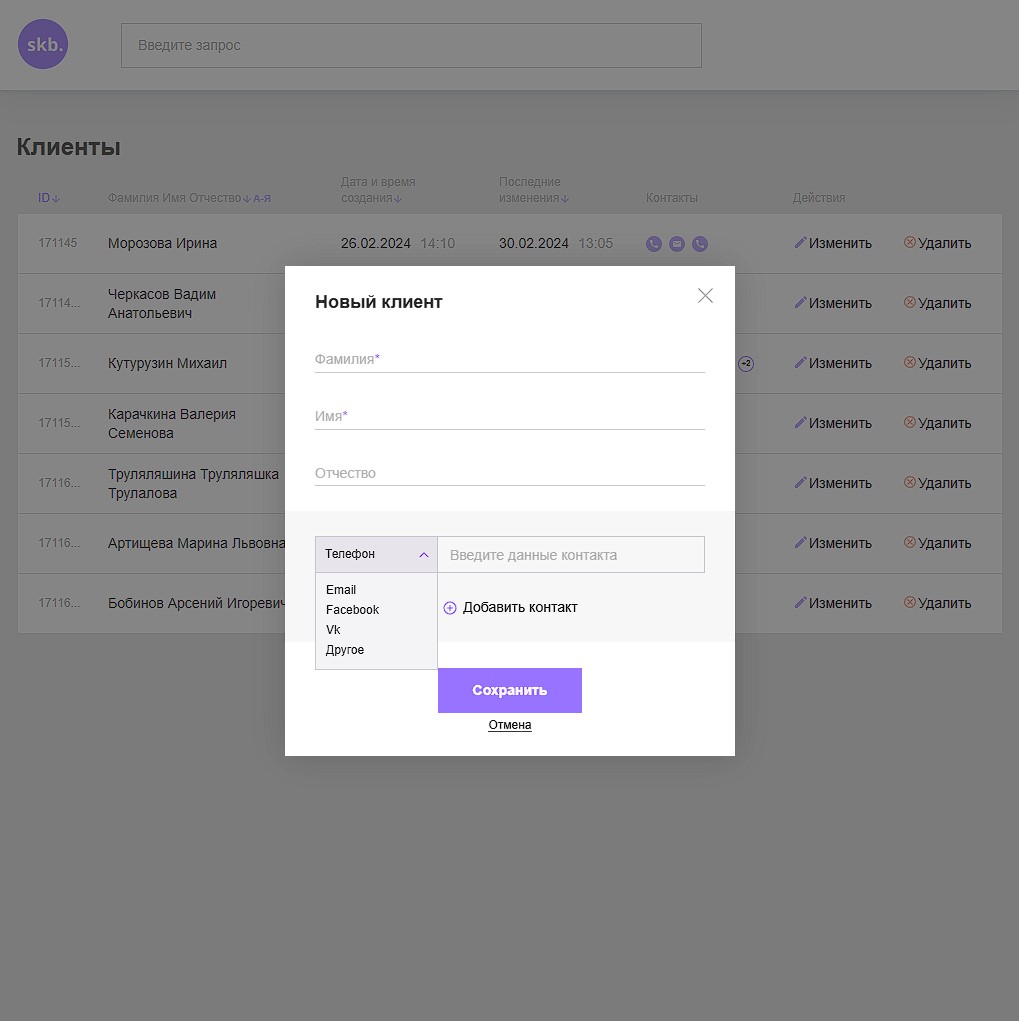 skb.
Введите запрос
Клиенты
ID Фамилия Имя Отчество А-Я Дата и время создания Последние изменения Контакты Действия
171145 Морозова Ирина 26.02.2024 14:10 30.02.2024 13:05 Изменить Удалить
17114... Черкасов Вадим Анатольевич Изменить Удалить
17115... Кутурузин Михаил +2 Изменить Удалить
17115... Карачкина Валерия Семенова Изменить Удалить
17116... Труляляшина Труляляшка Трулалова Изменить Удалить
17116... Артищева Марина Львовна Изменить Удалить
17116... Бобинов Арсений Игоревич Изменить Удалить
Новый клиент
Фамилия*
Имя*
Отчество
Телефон Введите данные контакта
Email
Facebook
Vk
Другое
Добавить контакт
Сохранить
Отмена